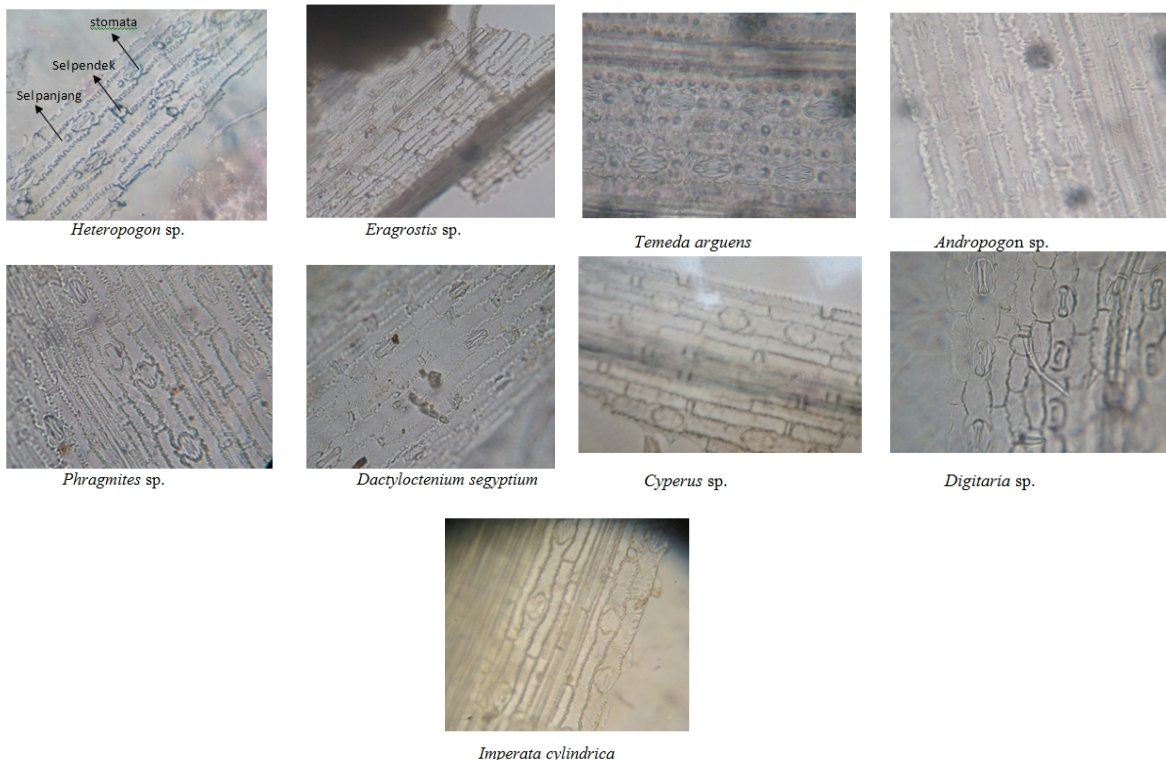 stomata
Sel pendek
Sel panjang
Heteropogon sp.
Eragrostis sp.
Temeda arguens
Andropogon sp.
Phragmites sp.
Dactyloctenium segyptium
Cyperus sp.
Digitaria sp.
Imperata cylindrica